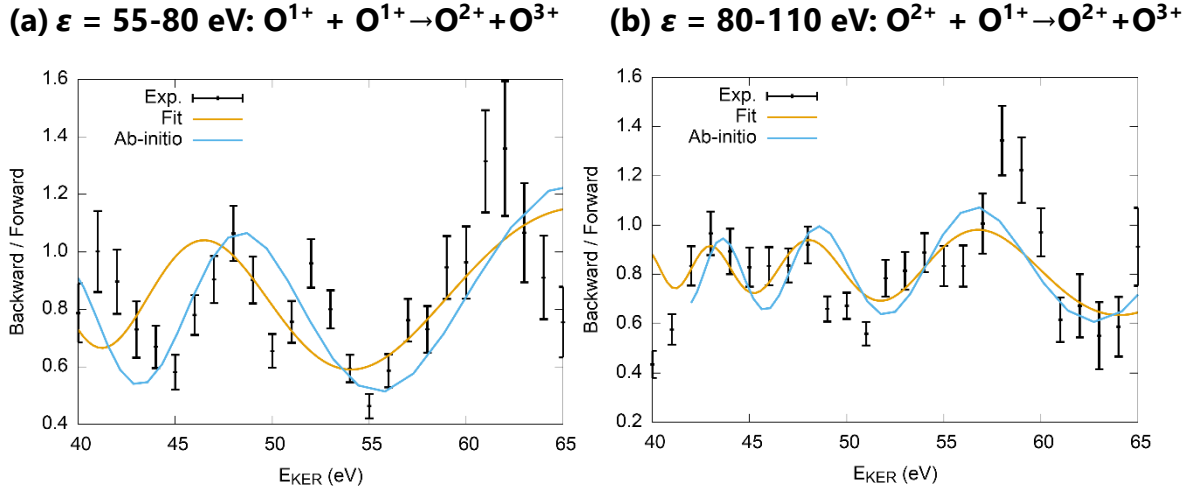 (a) ε = 55-80 eV: O¹⁺ + O¹⁺→O²⁺+O³⁺
(b) ε = 80-110 eV: O²⁺ + O¹⁺→O²⁺+O³⁺
1.6
1.4
1.2
1.0
0.8
0.6
0.4
Backward / Forward
Exp.
Fit
Ab-initio
40
45
50
55
60
65
E_KER (eV)
1.6
1.4
1.2
1.0
0.8
0.6
0.4
0.2
Backward / Forward
Exp.
Fit
Ab-initio
40
45
50
55
60
65
E_KER (eV)